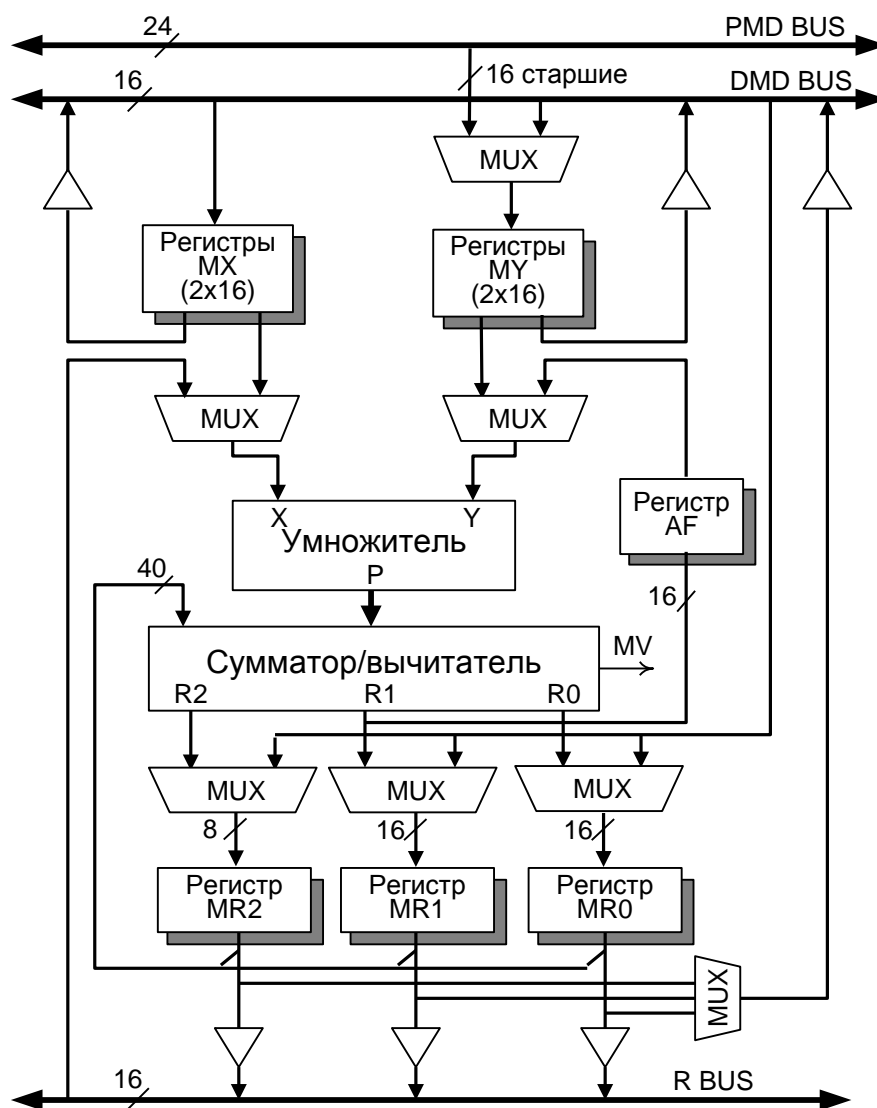 24
PMD BUS
16 старшие
16
DMD BUS
MUX
Регистры
MX
(2x16)
Регистры
MY
(2x16)
MUX
MUX
X
Y
Умножитель
P
Регистр
AF
40
16
Сумматор/вычитатель
MV
R2
R1
R0
MUX
MUX
MUX
8
16
16
Регистр
MR2
Регистр
MR1
Регистр
MR0
MUX
16
R BUS